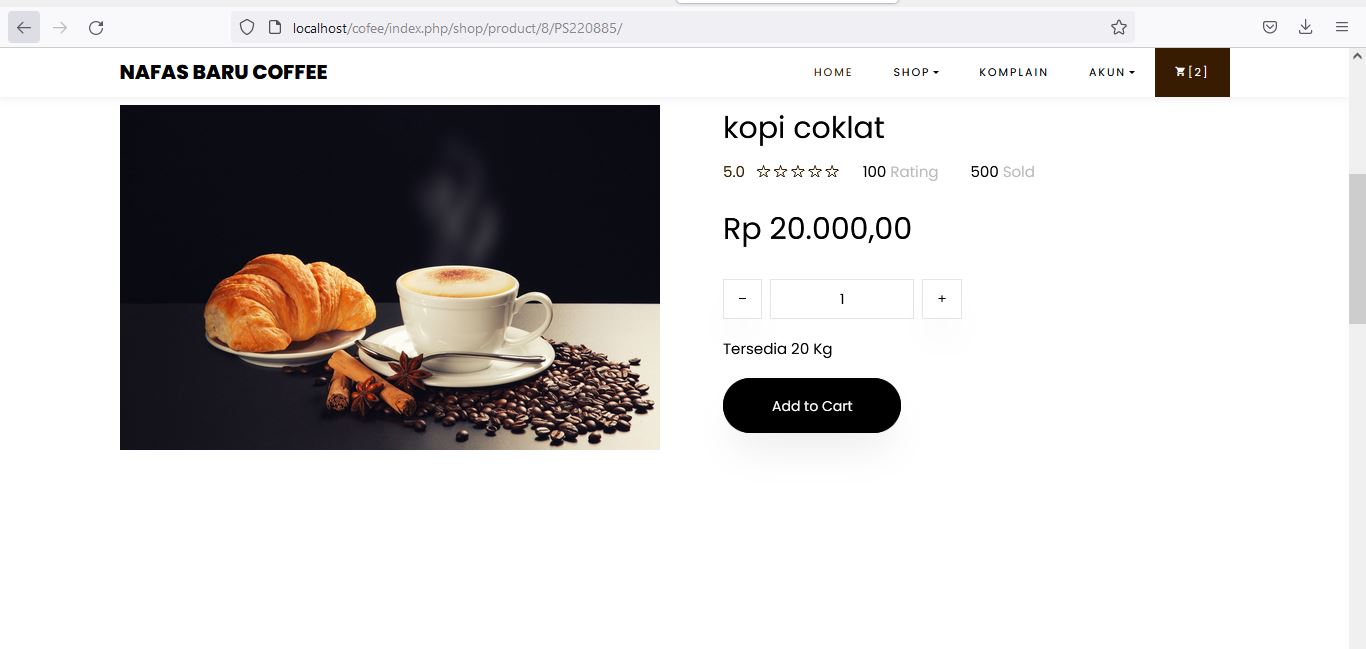 localhost/cofee/index.php/shop/product/8/PS220885/
NAFAS BARU COFFEE
HOME SHOP KOMPLAIN AKUN [2]
kopi coklat
5.0 ☆☆☆☆☆ 100 Rating 500 Sold
Rp 20.000,00
− 1 +
Tersedia 20 Kg
Add to Cart